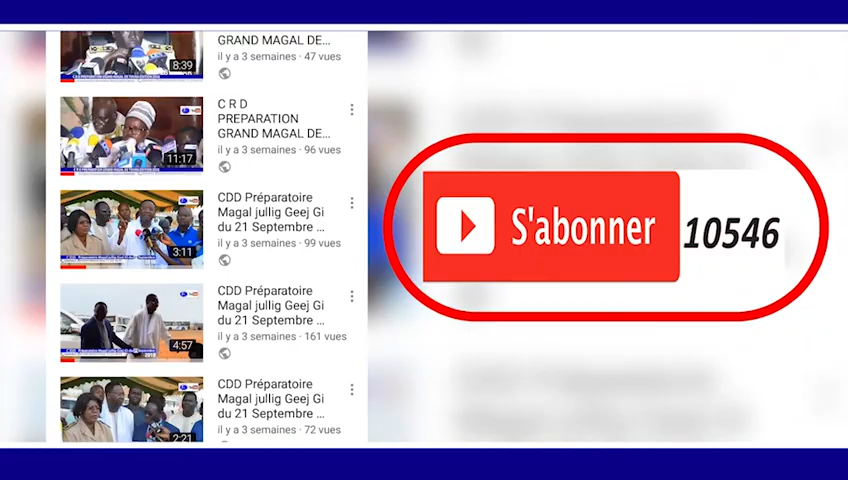 GRAND MAGAL DE...
il y a 3 semaines · 47 vues
8:39
C R D
PREPARATION
GRAND MAGAL DE...
il y a 3 semaines · 96 vues
11:17
CDD Préparatoire
Magal jullig Geej Gi
du 21 Septembre ...
il y a 3 semaines · 99 vues
3:11
CDD Préparatoire
Magal jullig Geej Gi
du 21 Septembre ...
il y a 3 semaines · 161 vues
4:57
CDD Préparatoire
Magal jullig Geej Gi
du 21 Septembre ...
il y a 3 semaines · 72 vues
2:21
S'abonner 10546